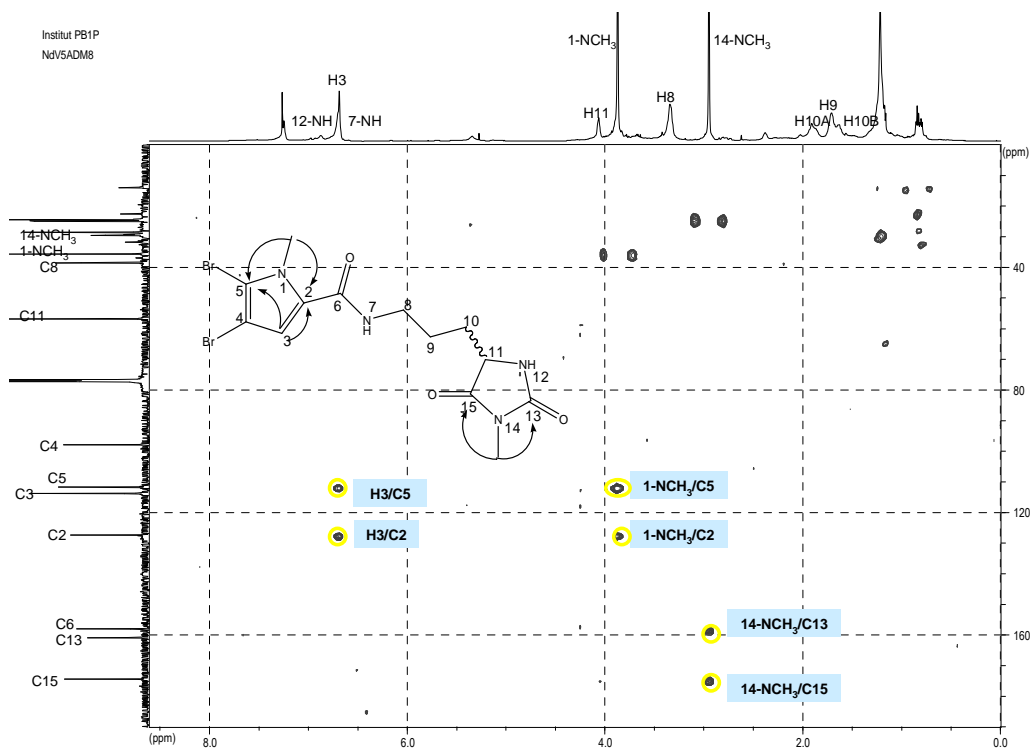 Institut PB1P
NdV5ADM8
1-NCH3
14-NCH3
H3
H8
12-NH
7-NH
H11
H9
H10A
H10B
(ppm)
14-NCH3
1-NCH3
C8
C11
C4
C5
C3
C2
C6
C13
C15
40
80
120
160
Br
N
1
O
5
2
4
6
7
N
H
8
Br
3
10
9
11
NH
12
O
15
N
14
13
O
H3/C5
1-NCH3/C5
H3/C2
1-NCH3/C2
14-NCH3/C13
14-NCH3/C15
(ppm)
8.0
6.0
4.0
2.0
0.0